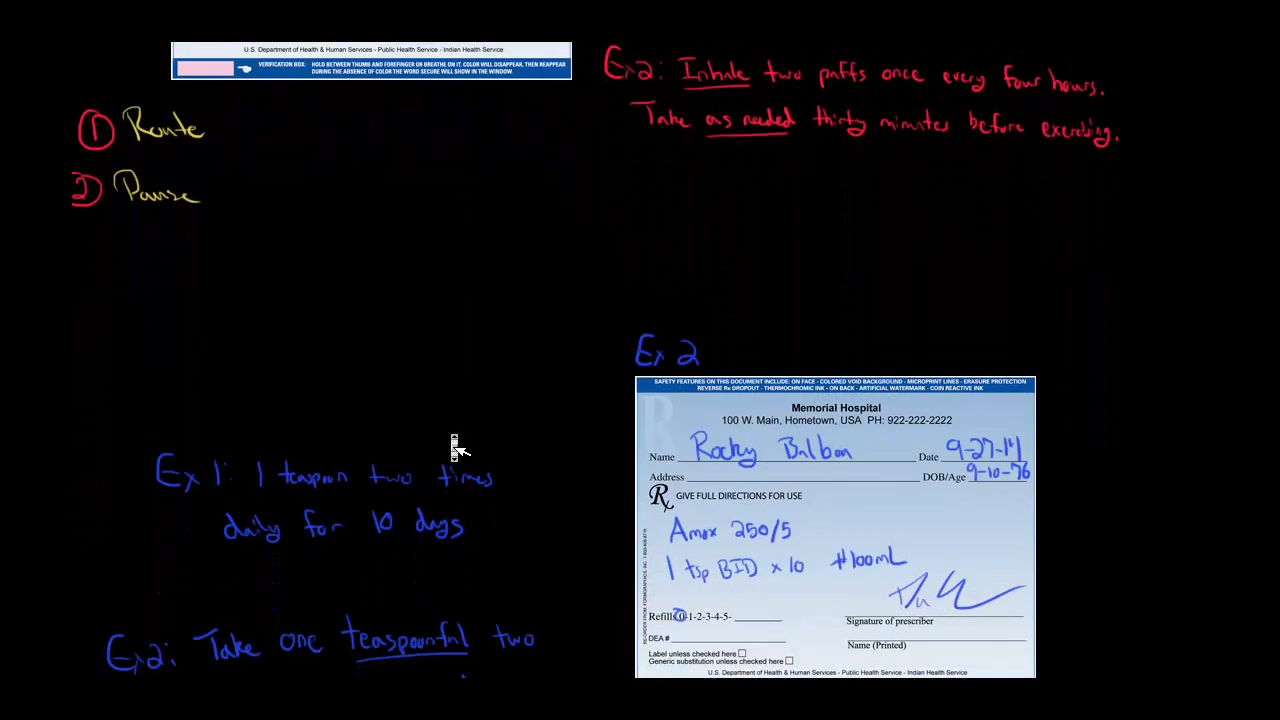 U.S. Department of Health & Human Services - Public Health Service - Indian Health Service
VERIFICATION BOX: HOLD BETWEEN THUMB AND FOREFINGER OR BREATHE ON IT. COLOR WILL DISAPPEAR, THEN REAPPEAR
DURING THE ABSENCE OF COLOR THE WORD SECURE WILL SHOW IN THE WINDOW.
1 Route
2) Pause
Ex 1: 1 teaspoon two times
daily for 10 days
Ex2: Take one teaspoonful two
Ex2: Inhale two puffs once every four hours.
Take as needed thirty minutes before exercising.
Ex 2
SAFETY FEATURES ON THIS DOCUMENT INCLUDE: ON FACE - COLORED VOID BACKGROUND - MICROPRINT LINES - ERASURE PROTECTION
REVERSE Rx DROPOUT - THERMOCHROMIC INK - ON BACK - ARTIFICIAL WATERMARK - COIN REACTIVE INK
Memorial Hospital
100 W. Main, Hometown, USA PH: 922-222-2222
Name Rocky Balboa Date 9-27-14
Address DOB/Age 9-10-76
Rx GIVE FULL DIRECTIONS FOR USE
Amox 250/5
1 tsp BID x 10 #100mL
Refills 0-1-2-3-4-5-
Signature of prescriber
DEA #
Name (Printed)
Label unless checked here
Generic substitution unless checked here
U.S. Department of Health & Human Services - Public Health Service - Indian Health Service